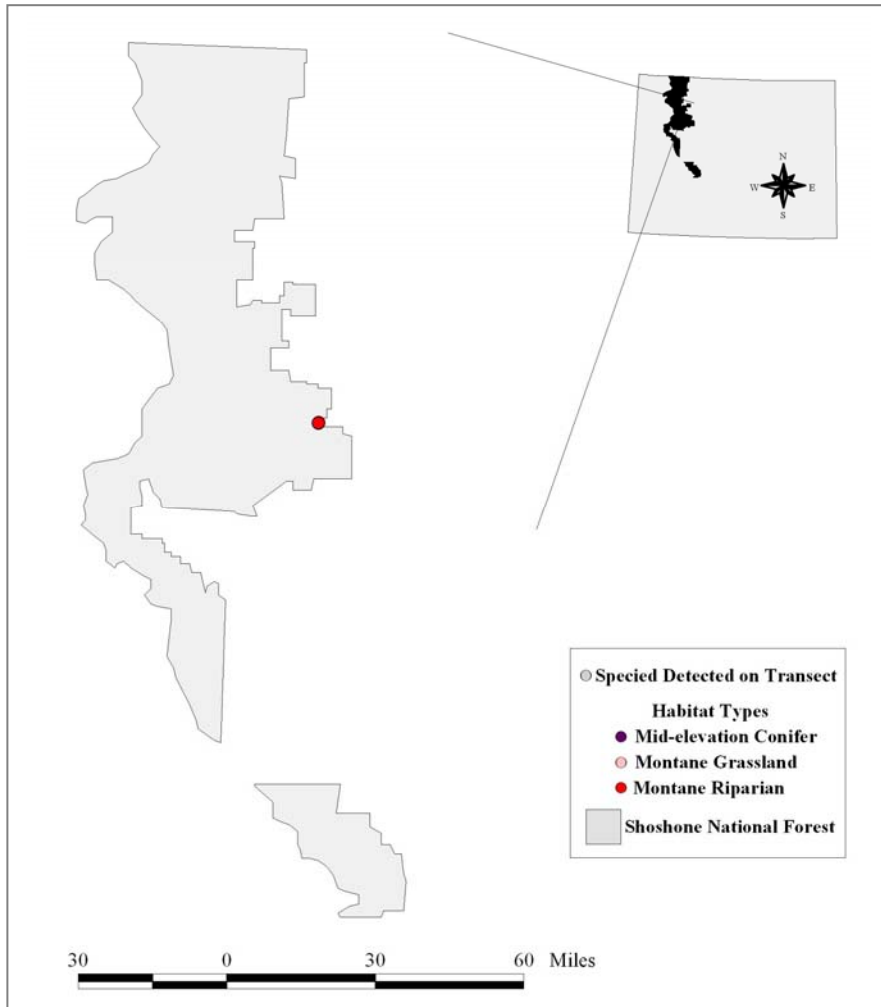 N
W E
S
Specied Detected on Transect
Habitat Types
Mid-elevation Conifer
Montane Grassland
Montane Riparian
Shoshone National Forest
30 0 30 60 Miles